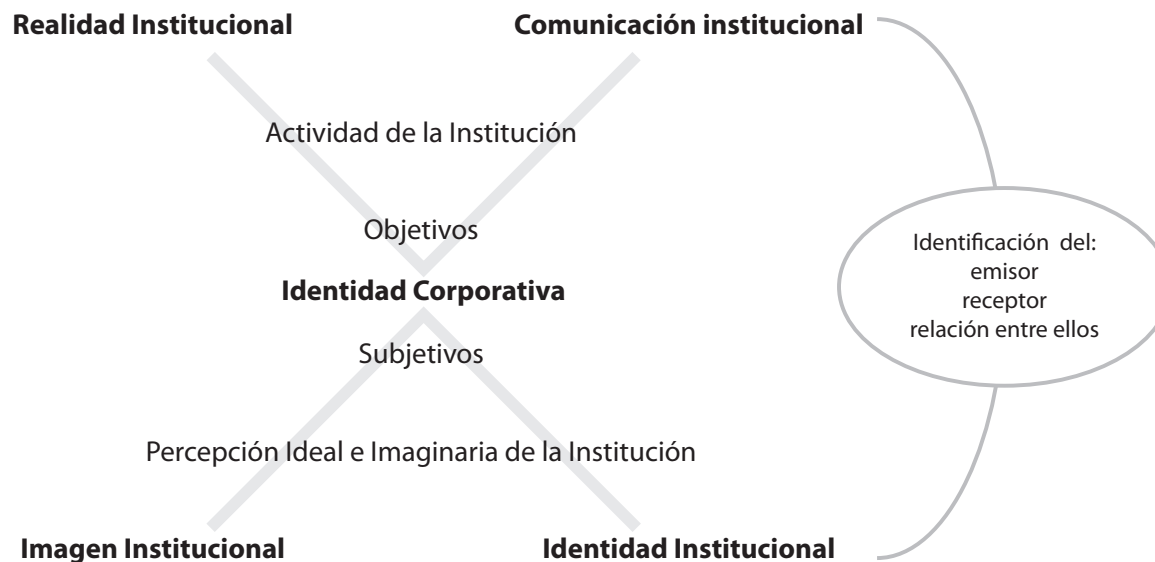 Realidad Institucional
Comunicación institucional
Actividad de la Institución
Objetivos
Identidad Corporativa
Subjetivos
Percepción Ideal e Imaginaria de la Institución
Imagen Institucional
Identidad Institucional
Identificación del:
emisor
receptor
relación entre ellos